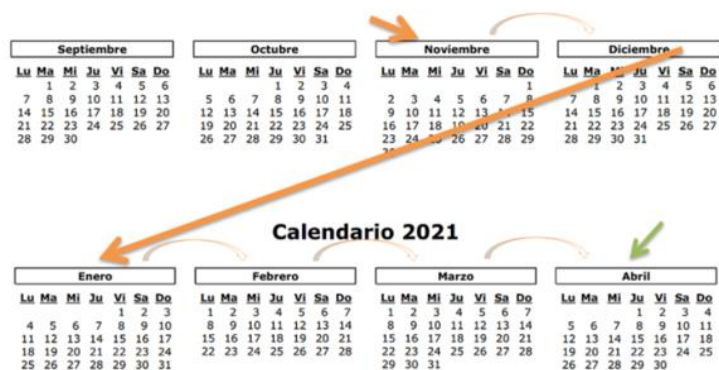 Septiembre Octubre Noviembre Diciembre
Lu Ma Mi Ju Vi Sa Do Lu Ma Mi Ju Vi Sa Do Lu Ma Mi Ju Vi Sa Do Lu Ma Mi Ju Vi Sa Do
1 2 3 4 5 6 1 2 3 4 1 1 2 3 4 5 6
7 8 9 10 11 12 13 5 6 7 8 9 10 11 2 3 4 5 6 7 8 7 8 9 10 11 12 13
14 15 16 17 18 19 20 12 13 14 15 16 17 18 9 10 11 12 13 15 14 15 16 17 18 19 20
21 22 23 24 25 26 27 19 20 21 22 23 24 25 16 17 18 19 20 21 22 21 22 23 24 25 26 27
28 29 30 26 27 28 29 30 31 23 24 26 27 28 29 28 29 30 31
Calendario 2021
Enero Febrero Marzo Abril
Lu Ma Mi Ju Vi Sa Do Lu Ma Mi Ju Vi Sa Do Lu Ma Mi Ju Vi Sa Do Lu Ma Mi Ju Vi Sa Do
1 2 3 1 2 3 4 5 6 7 1 2 3 4 5 6 7 1 2 3 4
4 5 6 7 8 9 10 8 9 10 11 12 13 14 8 9 10 11 12 13 14 5 6 7 8 9 10 11
11 12 13 14 15 16 17 15 16 17 18 19 20 21 15 16 17 18 19 20 21 12 13 14 15 16 17 18
18 19 20 21 22 23 24 22 23 24 25 26 27 28 22 23 24 25 26 27 28 19 20 21 22 23 24 25
25 26 27 28 29 30 31 29 30 31 26 27 28 29 30